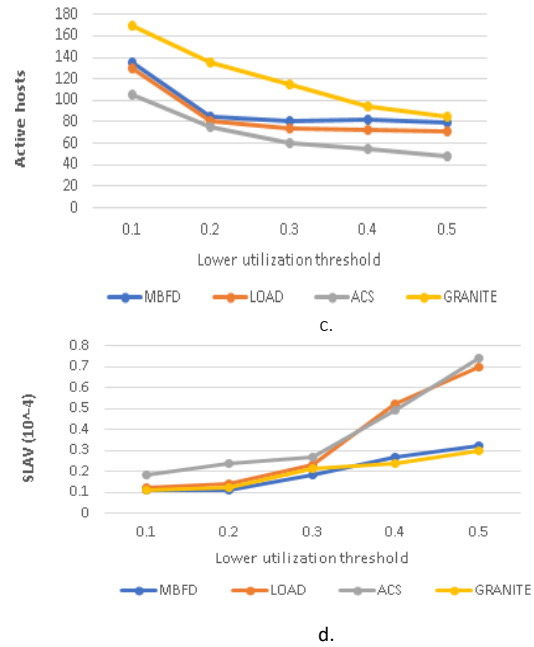 180
160
140
120
100
80
60
40
20
0
Active hosts
0.1 0.2 0.3 0.4 0.5
Lower utilization threshold
MBFD LOAD ACS GRANITE
c.
0.8
0.7
0.6
0.5
0.4
0.3
0.2
0.1
0
SLAV (10^-4)
0.1 0.2 0.3 0.4 0.5
Lower utilization threshold
MBFD LOAD ACS GRANITE
d.